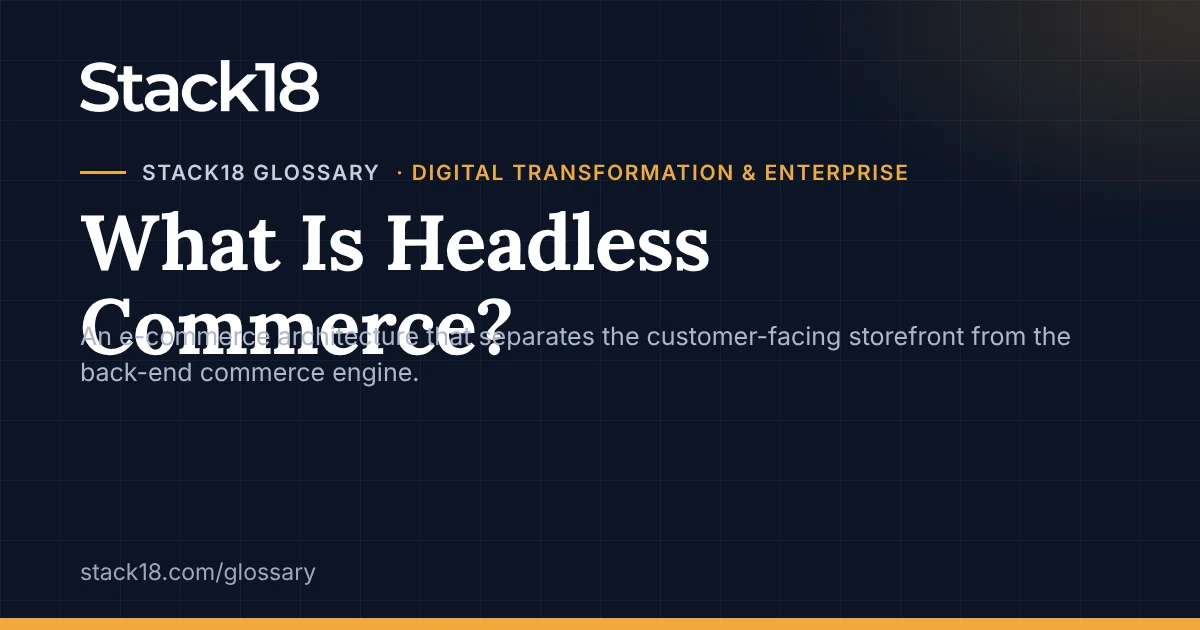 Stack18
STACK18 GLOSSARY · DIGITAL TRANSFORMATION & ENTERPRISE
What Is Headless
Commerce?
An e-commerce architecture that separates the customer-facing storefront from the
back-end commerce engine.
stack18.com/glossary